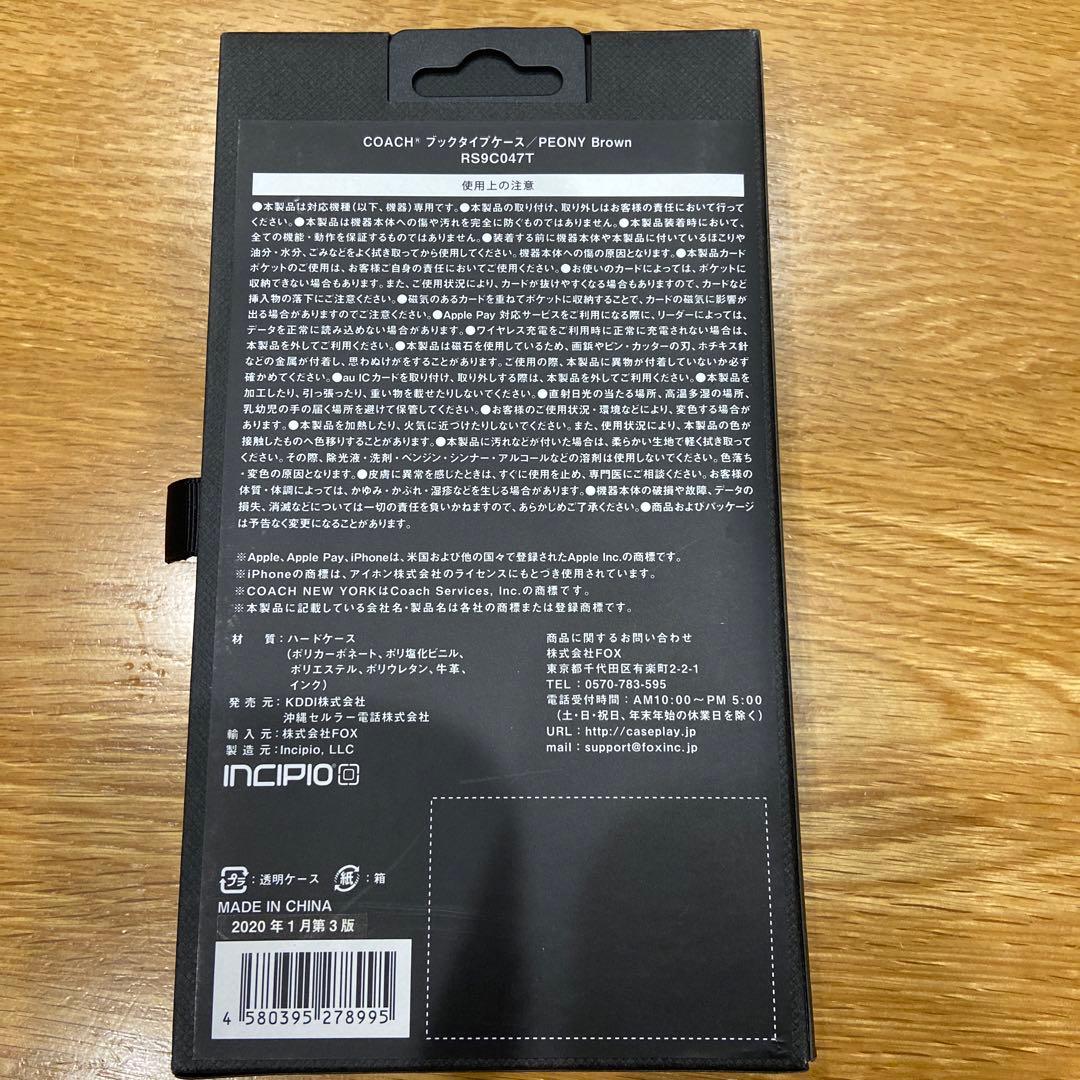 COACH® ブックタイプケース／PEONY Brown
RS9C047T
使用上の注意
●本製品は対応機種(以下、機器)専用です。●本製品の取り付け、取り外しはお客様の責任において行って
ください。●本製品は機器本体への傷や汚れを完全に防ぐものではありません。●本製品装着時において、
全ての機能・動作を保証するものではありません。●装着する前に機器本体や本製品に付いているほこりや
油分・水分、ごみなどをよく拭き取ってから使用してください。機器本体への傷の原因となります。●本製品カード
ポケットのご使用は、お客様ご自身の責任においてご使用ください。●お使いのカードによっては、ポケットに
収納できない場合もあります。また、ご使用状況により、カードが抜けやすくなる場合もありますので、カードなど
挿入物の落下にご注意ください。●磁気のあるカードを重ねてポケットに収納することで、カードの磁気に影響が
出る場合がありますのでご注意ください。●Apple Pay 対応サービスをご利用になる際に、リーダーによっては、
データを正常に読み込めない場合があります。●ワイヤレス充電をご利用時に正常に充電されない場合は、
本製品を外してご利用ください。●本製品は磁石を使用しているため、画鋲やピン・カッターの刃、ホチキス針
などの金属が付着し、思わぬけがをすることがあります。ご使用の際、本製品に異物が付着していないか必ず
確かめてください。●au ICカードを取り付け、取り外しする際は、本製品を外してご利用ください。●本製品を
加工したり、引っ張ったり、重い物を載せたりしないでください。●直射日光の当たる場所、高温多湿の場所、
乳幼児の手の届く場所を避けて保管してください。●お客様のご使用状況・環境などにより、変色する場合が
あります。●本製品を加熱したり、火気に近づけたりしないでください。また、使用状況により、本製品の色が
接触したものへ色移りすることがあります。●本製品に汚れなどが付いた場合は、柔らかい生地で軽く拭き取って
ください。その際、除光液・洗剤・ベンジン・シンナー・アルコールなどの溶剤は使用しないでください。色落ち
・変色の原因となります。●皮膚に異常を感じたときは、すぐに使用を止め、専門医にご相談ください。お客様の
体質・体調によっては、かゆみ・かぶれ・湿疹などを生じる場合があります。●機器本体の破損や故障、データの
損失、消滅などについては一切の責任を負いかねますので、あらかじめご了承ください。●商品およびパッケージ
は予告なく変更になることがあります。
※Apple、Apple Pay、iPhoneは、米国および他の国々で登録されたApple Inc.の商標です。
※iPhoneの商標は、アイホン株式会社のライセンスにもとづき使用されています。
※COACH NEW YORKはCoach Services, Inc.の商標です。
※本製品に記載している会社名・製品名は各社の商標または登録商標です。
材 質：ハードケース
(ポリカーボネート、ポリ塩化ビニル、
ポリエステル、ポリウレタン、牛革、
インク)
発 売 元：KDDI株式会社
沖縄セルラー電話株式会社
輸 入 元：株式会社FOX
製 造 元：Incipio, LLC
INCIPIO®
商品に関するお問い合わせ
株式会社FOX
東京都千代田区有楽町2-2-1
TEL：0570-783-595
電話受付時間：AM10:00～PM 5:00
(土・日・祝日、年末年始の休業日を除く)
URL：http://caseplay.jp
mail：support@foxinc.jp
プラ：透明ケース 紙：箱
MADE IN CHINA
2020年1月第3版
4 580395 278995